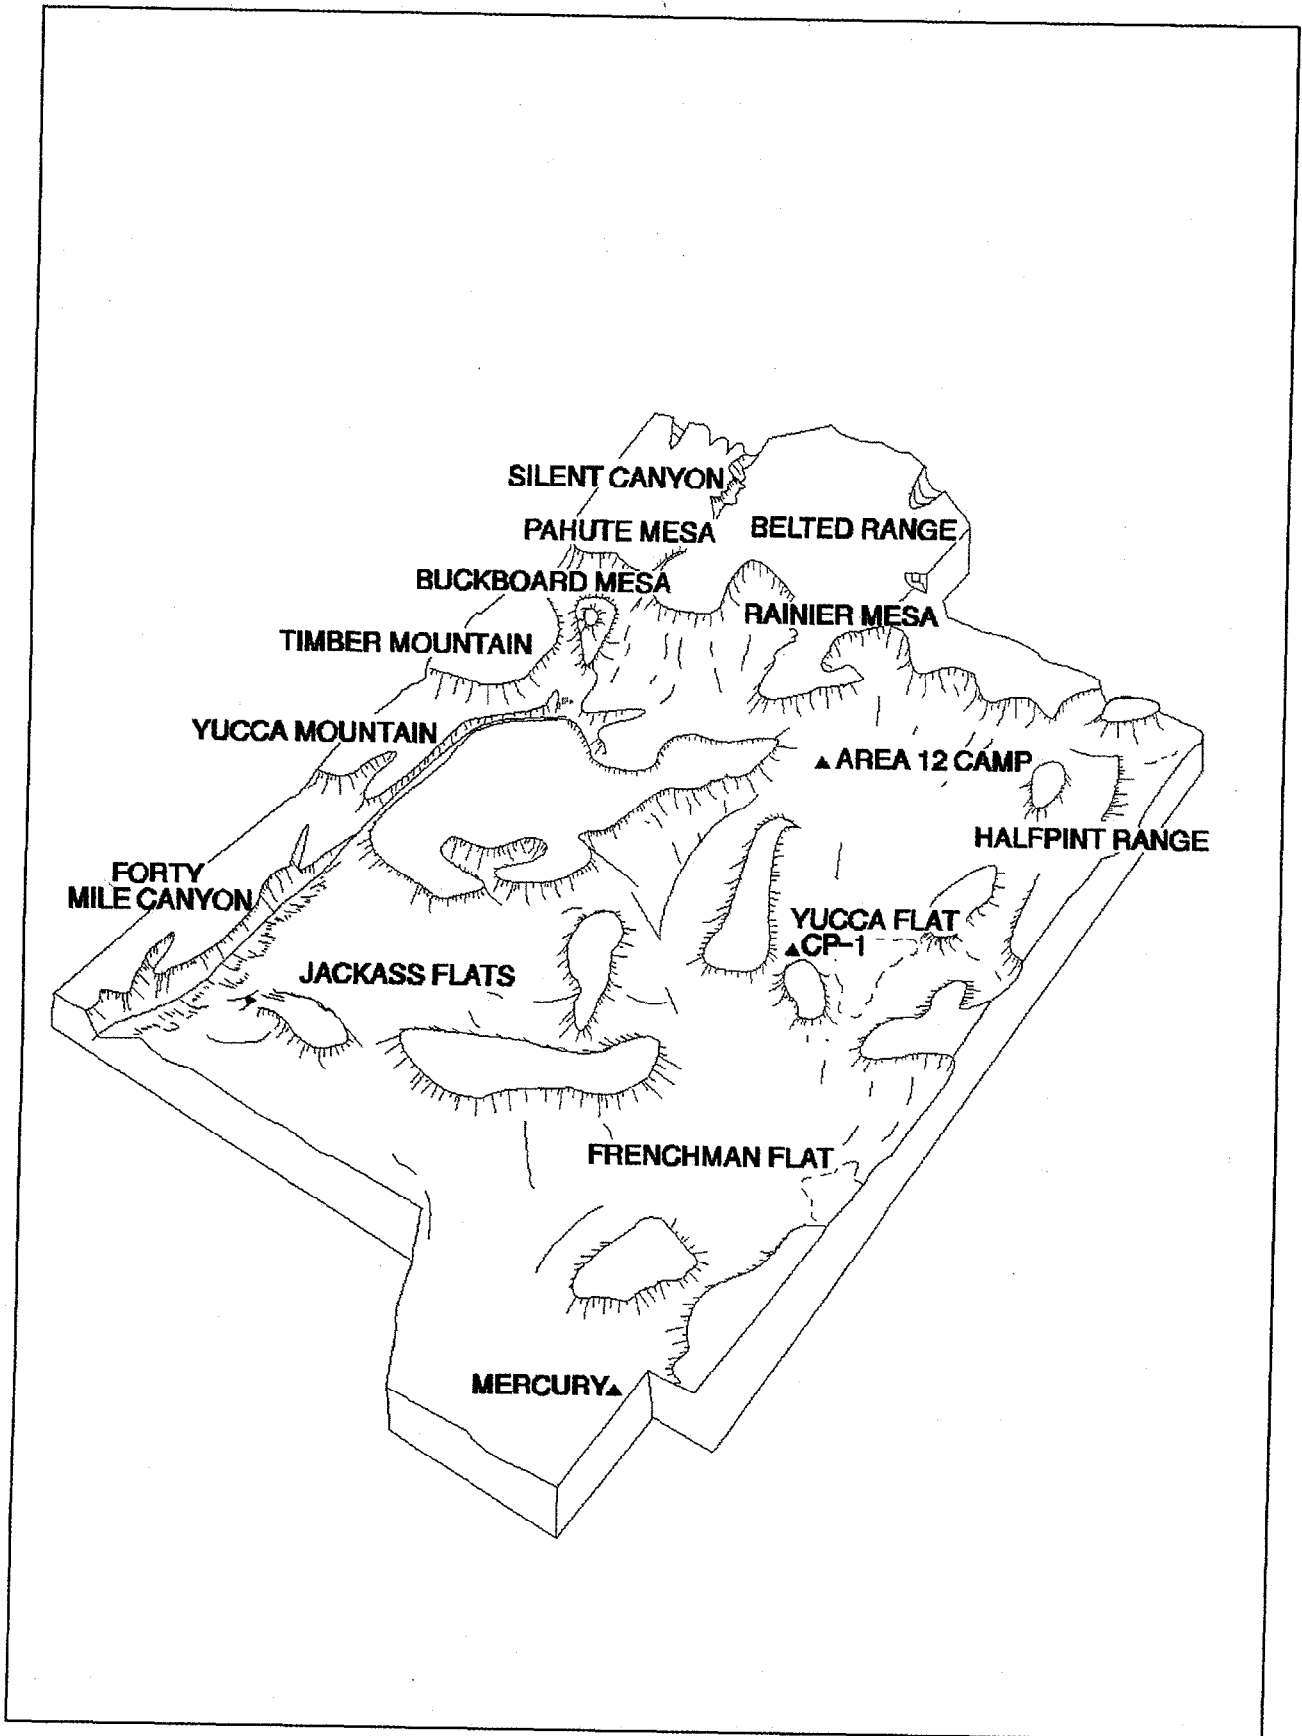 SILENT CANYON
PAHUTE MESA
BELTED RANGE
BUCKBOARD MESA
RAINIER MESA
TIMBER MOUNTAIN
YUCCA MOUNTAIN
AREA 12 CAMP
HALFPINT RANGE
FORTY
MILE CANYON
YUCCA FLAT
CP-1
JACKASS FLATS
FRENCHMAN FLAT
MERCURY